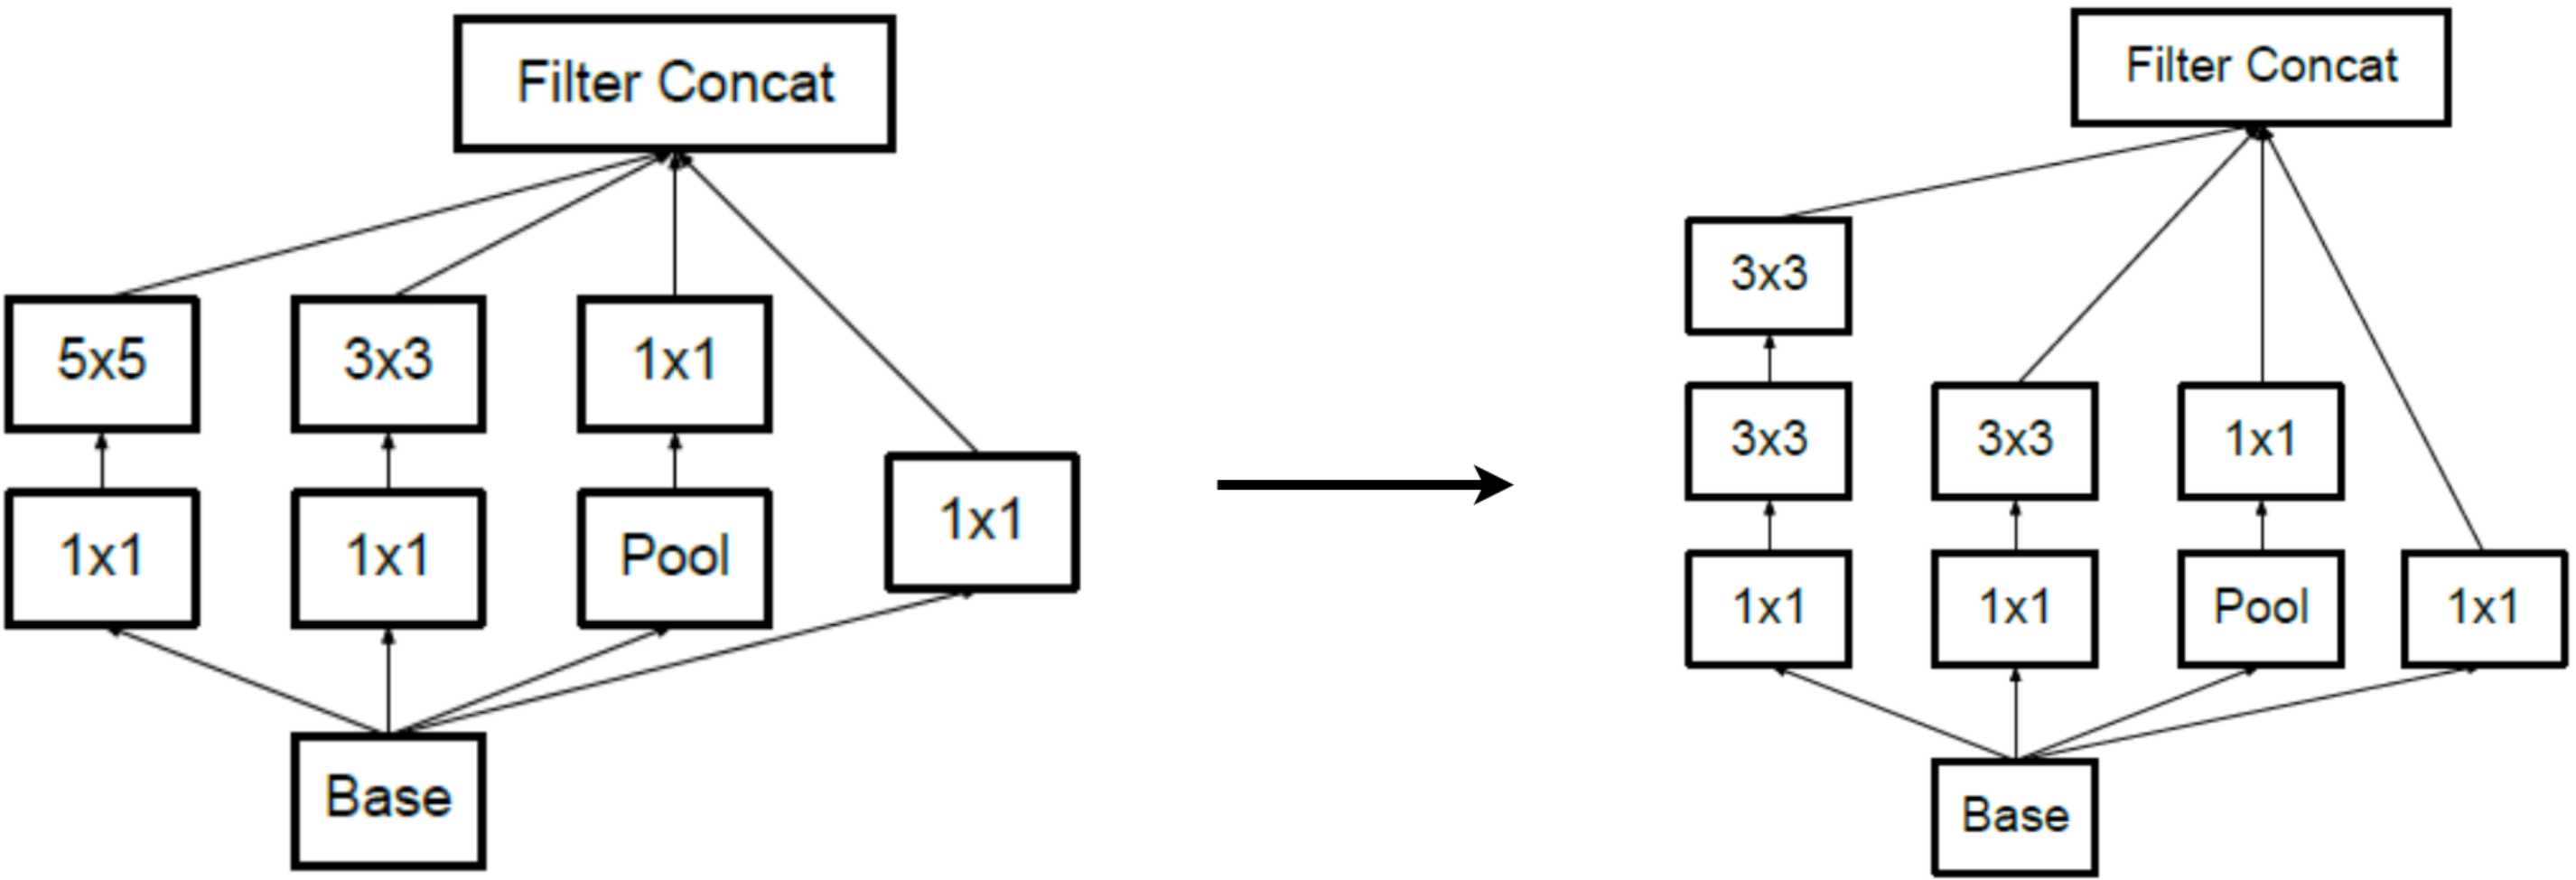 Filter Concat
5x5
3x3
1x1
1x1
1x1
1x1
Pool
Base
Filter Concat
3x3
3x3
3x3
1x1
1x1
1x1
Pool
1x1
Base